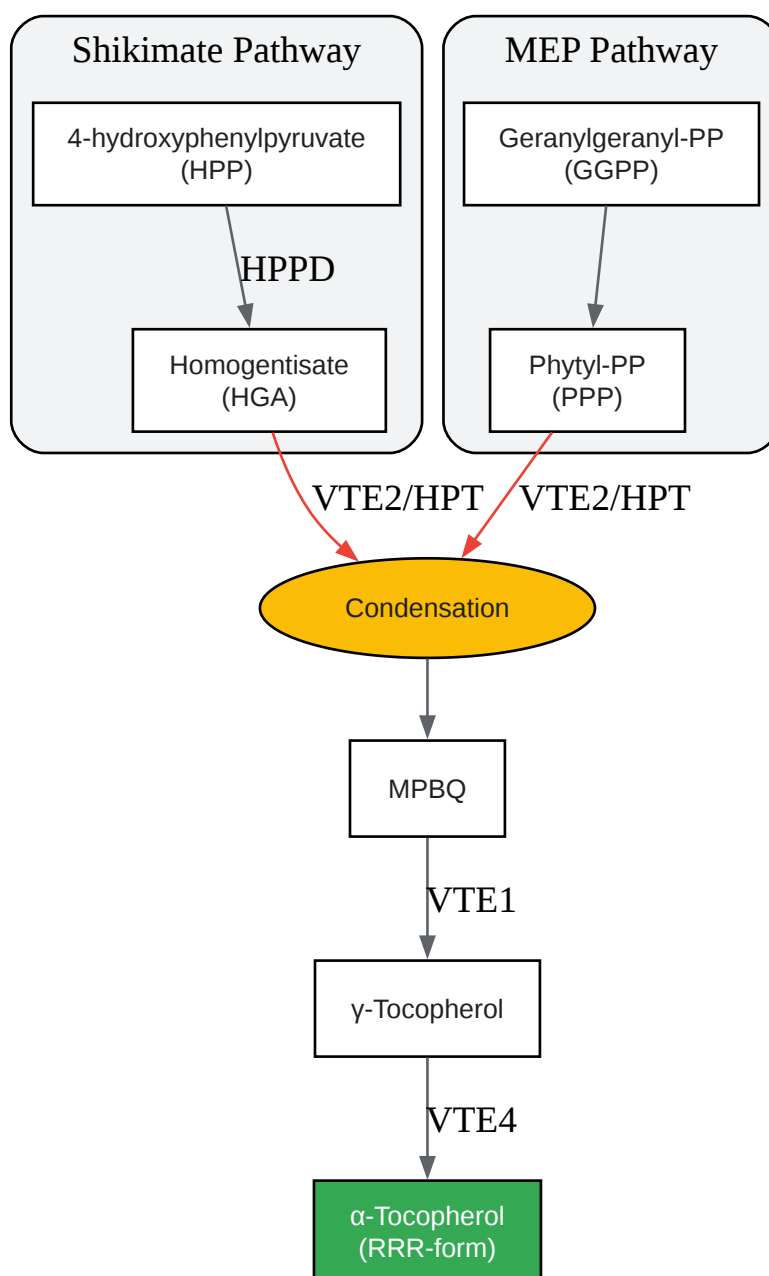 Shikimate Pathway
MEP Pathway
4-hydroxyphenylpyruvate
(HPP)
Geranylgeranyl-PP
(GGPP)
HPPD
Homogentisate
(HGA)
Phytyl-PP
(PPP)
VTE2/HPT
VTE2/HPT
Condensation
MPBQ
VTE1
γ-Tocopherol
VTE4
α-Tocopherol
(RRR-form)